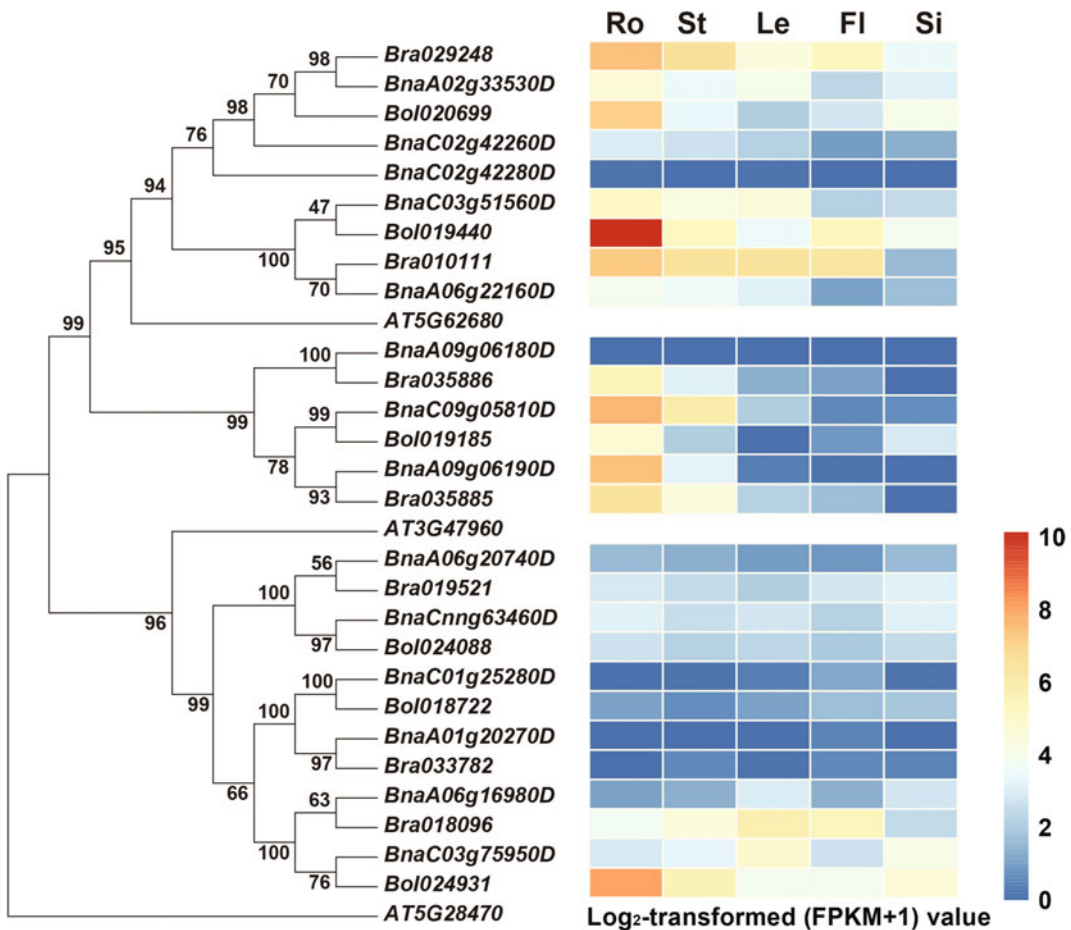 Ro St Le Fl Si
Bra029248
98
BnaA02g33530D
70
Bol020699
98
BnaC02g42260D
76
BnaC02g42280D
94
BnaC03g51560D
47
Bol019440
95
100
Bra010111
70
BnaA06g22160D
99
AT5G62680
BnaA09g06180D
100
Bra035886
99
BnaC09g05810D
99
Bol019185
78
BnaA09g06190D
93
Bra035885
AT3G47960
BnaA06g20740D
56
Bra019521
100
BnaCnng63460D
96
97
Bol024088
BnaC01g25280D
100
Bol018722
99
100
BnaA01g20270D
97
Bra033782
66
BnaA06g16980D
63
Bra018096
100
BnaC03g75950D
76
Bol024931
AT5G28470
10
8
6
4
2
0
Log₂-transformed (FPKM+1) value